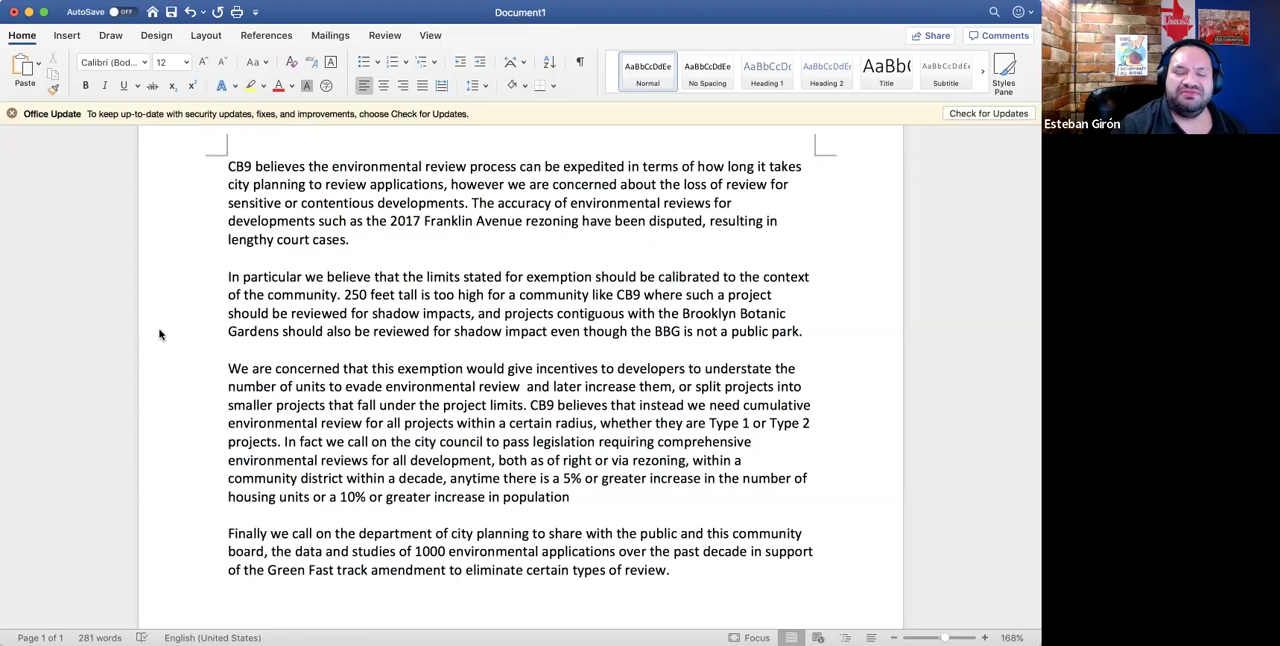 AutoSave OFF
Document1
Home Insert Draw Design Layout References Mailings Review View
Share Comments
Paste
Calibri (Bod... 12
AaBbCcDdEe AaBbCcDdEe AaBbCcDc AaBbCcDdEe AaBb( AaBbCcDdEe
Normal No Spacing Heading 1 Heading 2 Title Subtitle
Styles
Pane
Office Update To keep up-to-date with security updates, fixes, and improvements, choose Check for Updates.
Check for Updates
Esteban Girón
CB9 believes the environmental review process can be expedited in terms of how long it takes
city planning to review applications, however we are concerned about the loss of review for
sensitive or contentious developments. The accuracy of environmental reviews for
developments such as the 2017 Franklin Avenue rezoning have been disputed, resulting in
lengthy court cases.
In particular we believe that the limits stated for exemption should be calibrated to the context
of the community. 250 feet tall is too high for a community like CB9 where such a project
should be reviewed for shadow impacts, and projects contiguous with the Brooklyn Botanic
Gardens should also be reviewed for shadow impact even though the BBG is not a public park.
We are concerned that this exemption would give incentives to developers to understate the
number of units to evade environmental review  and later increase them, or split projects into
smaller projects that fall under the project limits. CB9 believes that instead we need cumulative
environmental review for all projects within a certain radius, whether they are Type 1 or Type 2
projects. In fact we call on the city council to pass legislation requiring comprehensive
environmental reviews for all development, both as of right or via rezoning, within a
community district within a decade, anytime there is a 5% or greater increase in the number of
housing units or a 10% or greater increase in population
Finally we call on the department of city planning to share with the public and this community
board, the data and studies of 1000 environmental applications over the past decade in support
of the Green Fast track amendment to eliminate certain types of review.
Page 1 of 1 281 words English (United States) Focus 168%